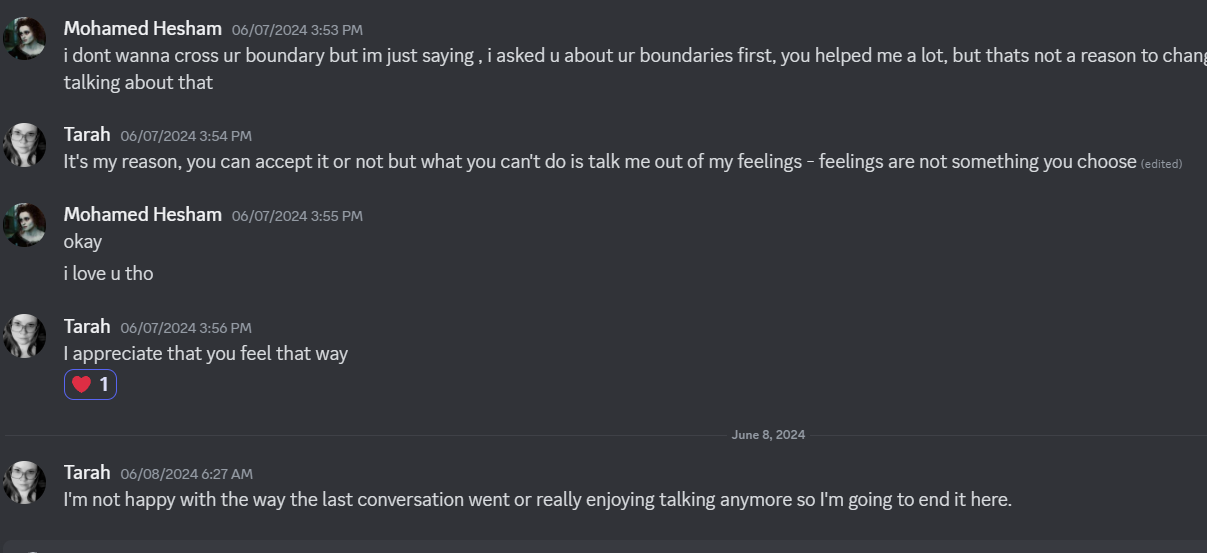 Mohamed Hesham 06/07/2024 3:53 PM
i dont wanna cross ur boundary but im just saying , i asked u about ur boundaries first, you helped me a lot, but thats not a reason to
talking about that
Tarah 06/07/2024 3:54 PM
It's my reason, you can accept it or not but what you can't do is talk me out of my feelings - feelings are not something you choose (edited)
Mohamed Hesham 06/07/2024 3:55 PM
okay
i love u tho
Tarah 06/07/2024 3:56 PM
I appreciate that you feel that way
1
June 8, 2024
Tarah 06/08/2024 6:27 AM
I'm not happy with the way the last conversation went or really enjoying talking anymore so I'm going to end it here.